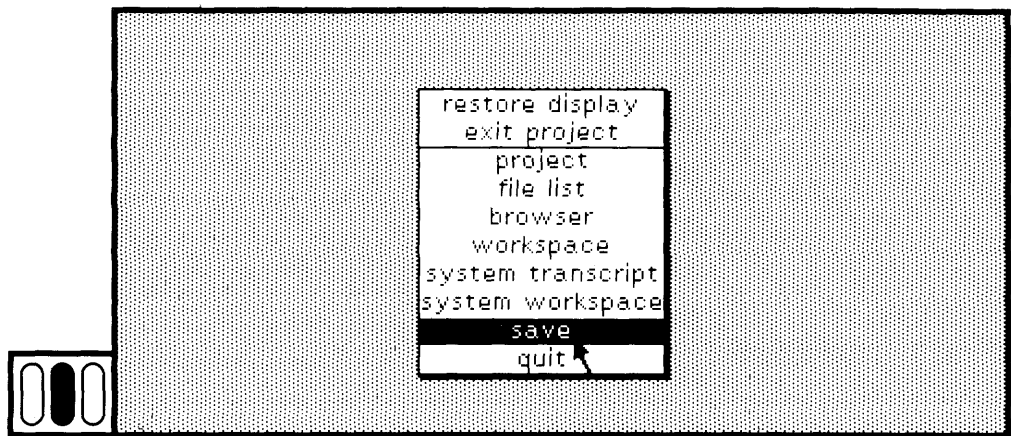 restore display
exit project
project
file list
browser
workspace
system transcript
system workspace
save
quit